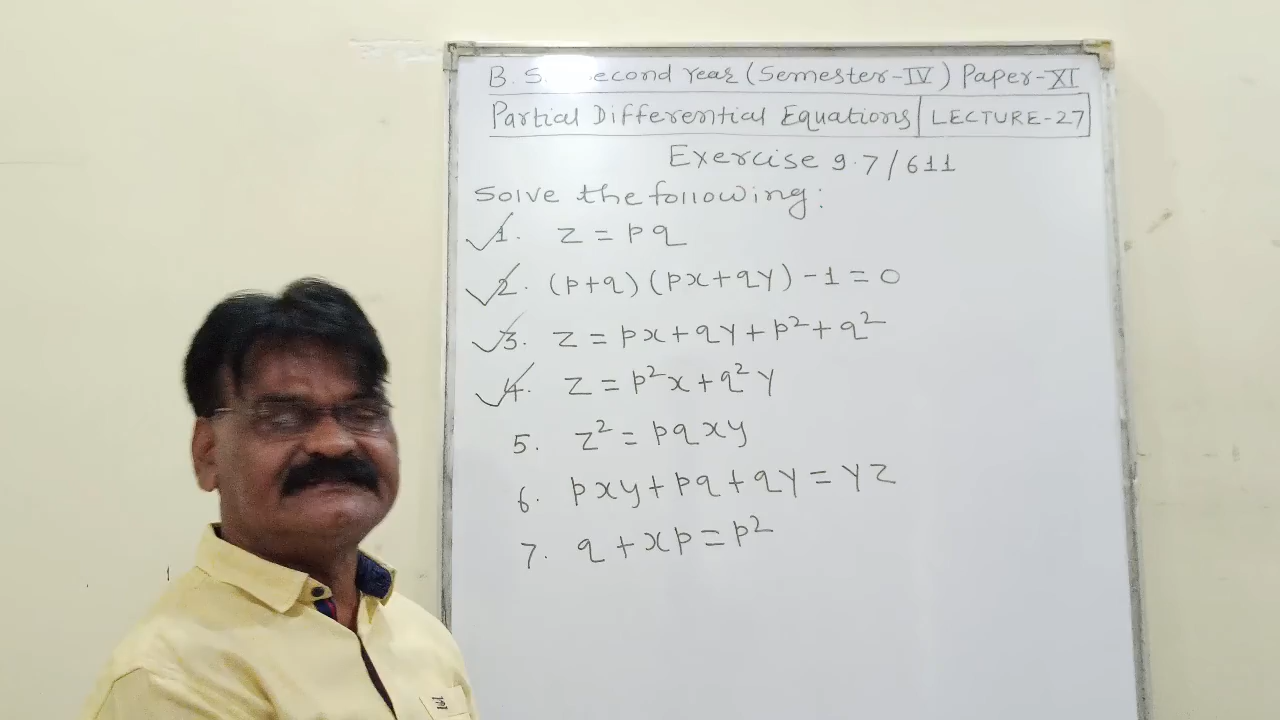 B. S. econd Year (Semester-IV) Paper-XI
Partial Differential Equations LECTURE-27
Exercise 9.7/611
Solve the following:
1. z = pq
2. (p+q)(px+qy)-1=0
3. z = px+qy+p²+q²
4. z = p²x+q²y
5. z² = pqxy
6. pxy+pq+qy=yz
7. q+xp=p²